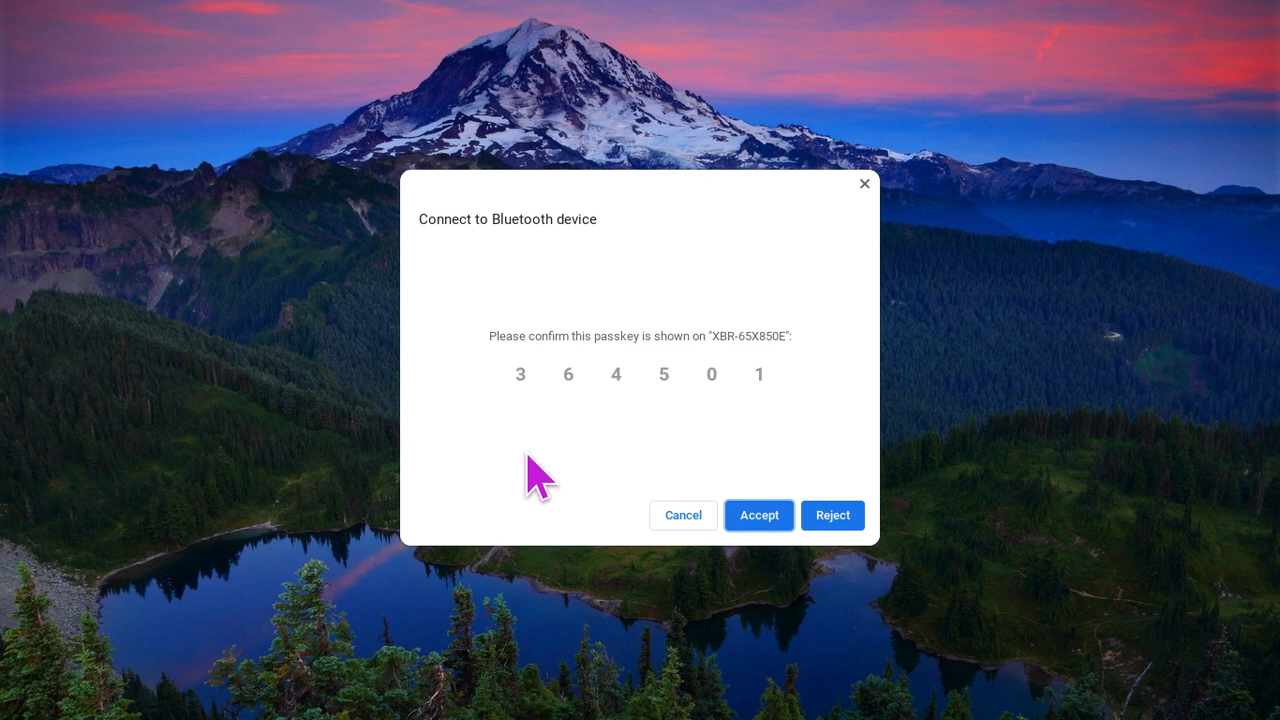 Connect to Bluetooth device
Please confirm this passkey is shown on "XBR-65X850E":
3 6 4 5 0 1
Cancel Accept Reject